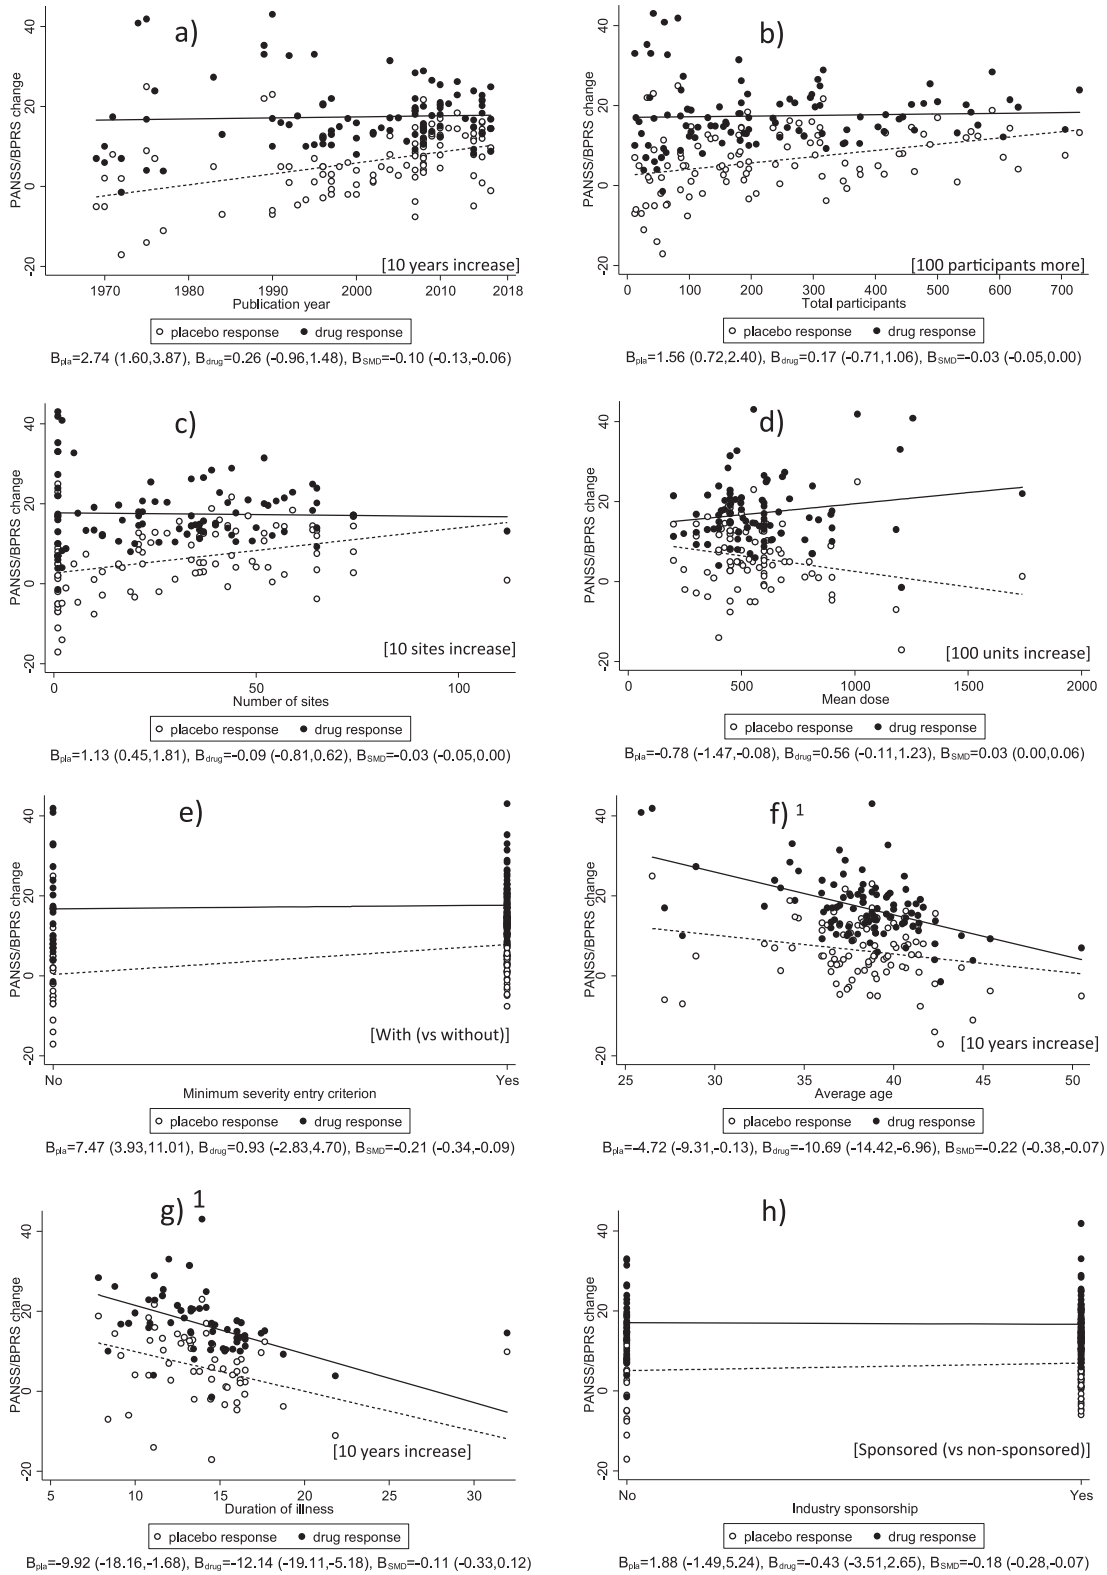 a)
PANSS/BPRS change
40
20
0
-20
[10 years increase]
1970 1980 1990 2000 2010 2018
Publication year
placebo response drug response
Bpla=2.74 (1.60,3.87), Bdrug=0.26 (-0.96,1.48), BSMD=-0.10 (-0.13,-0.06)
b)
PANSS/BPRS change
40
20
0
-20
[100 participants more]
0 100 200 300 400 500 600 700
Total participants
placebo response drug response
Bpla=1.56 (0.72,2.40), Bdrug=0.17 (-0.71,1.06), BSMD=-0.03 (-0.05,0.00)
c)
PANSS/BPRS change
40
20
0
-20
[10 sites increase]
0 50 100
Number of sites
placebo response drug response
Bpla=1.13 (0.45,1.81), Bdrug=-0.09 (-0.81,0.62), BSMD=-0.03 (-0.05,0.00)
d)
PANSS/BPRS change
40
20
0
-20
[100 units increase]
0 500 1000 1500 2000
Mean dose
placebo response drug response
Bpla=-0.78 (-1.47,-0.08), Bdrug=0.56 (-0.11,1.23), BSMD=0.03 (0.00,0.06)
e)
PANSS/BPRS change
40
20
0
-20
[With (vs without)]
No Yes
Minimum severity entry criterion
placebo response drug response
Bpla=7.47 (3.93,11.01), Bdrug=0.93 (-2.83,4.70), BSMD=-0.21 (-0.34,-0.09)
f) 1
PANSS/BPRS change
40
20
0
-20
[10 years increase]
25 30 35 40 45 50
Average age
placebo response drug response
Bpla=-4.72 (-9.31,-0.13), Bdrug=-10.69 (-14.42,-6.96), BSMD=-0.22 (-0.38,-0.07)
g) 1
PANSS/BPRS change
40
20
0
-20
[10 years increase]
5 10 15 20 25 30
Duration of illness
placebo response drug response
Bpla=-9.92 (-18.16,-1.68), Bdrug=-12.14 (-19.11,-5.18), BSMD=-0.11 (-0.33,0.12)
h)
PANSS/BPRS change
40
20
0
-20
[Sponsored (vs non-sponsored)]
No Yes
Industry sponsorship
placebo response drug response
Bpla=1.88 (-1.49,5.24), Bdrug=-0.43 (-3.51,2.65), BSMD=-0.18 (-0.28,-0.07)